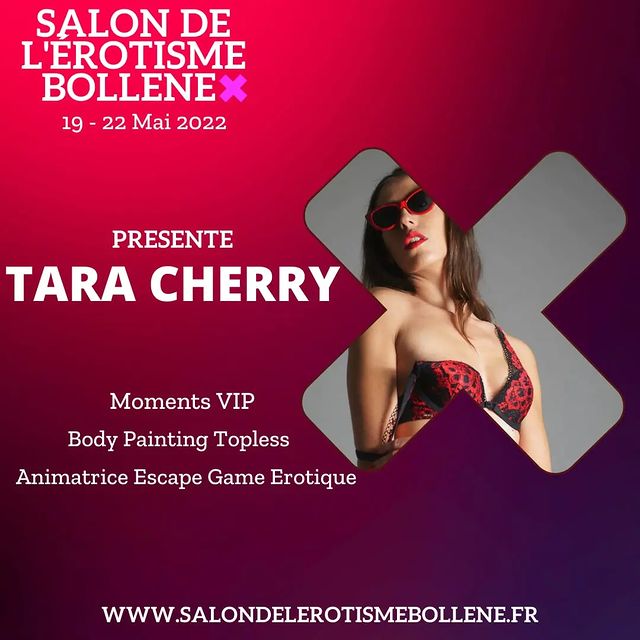 SALON DE
L'ÉROTISME
BOLLENE
19 - 22 Mai 2022
PRESENTE
TARA CHERRY
Moments VIP
Body Painting Topless
Animatrice Escape Game Erotique
WWW.SALONDELEROTISMEBOLLENE.FR